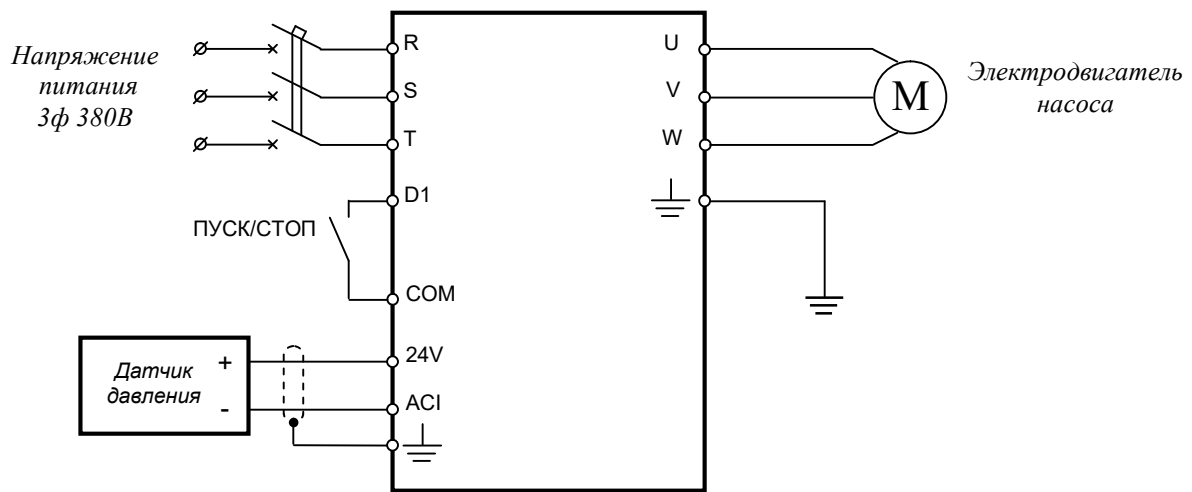 Напряжение
питания
3ф 380В
R
S
T
D1
ПУСК/СТОП
COM
Датчик
давления
+
-
24V
ACI
U
V
W
M
Электродвигатель
насоса